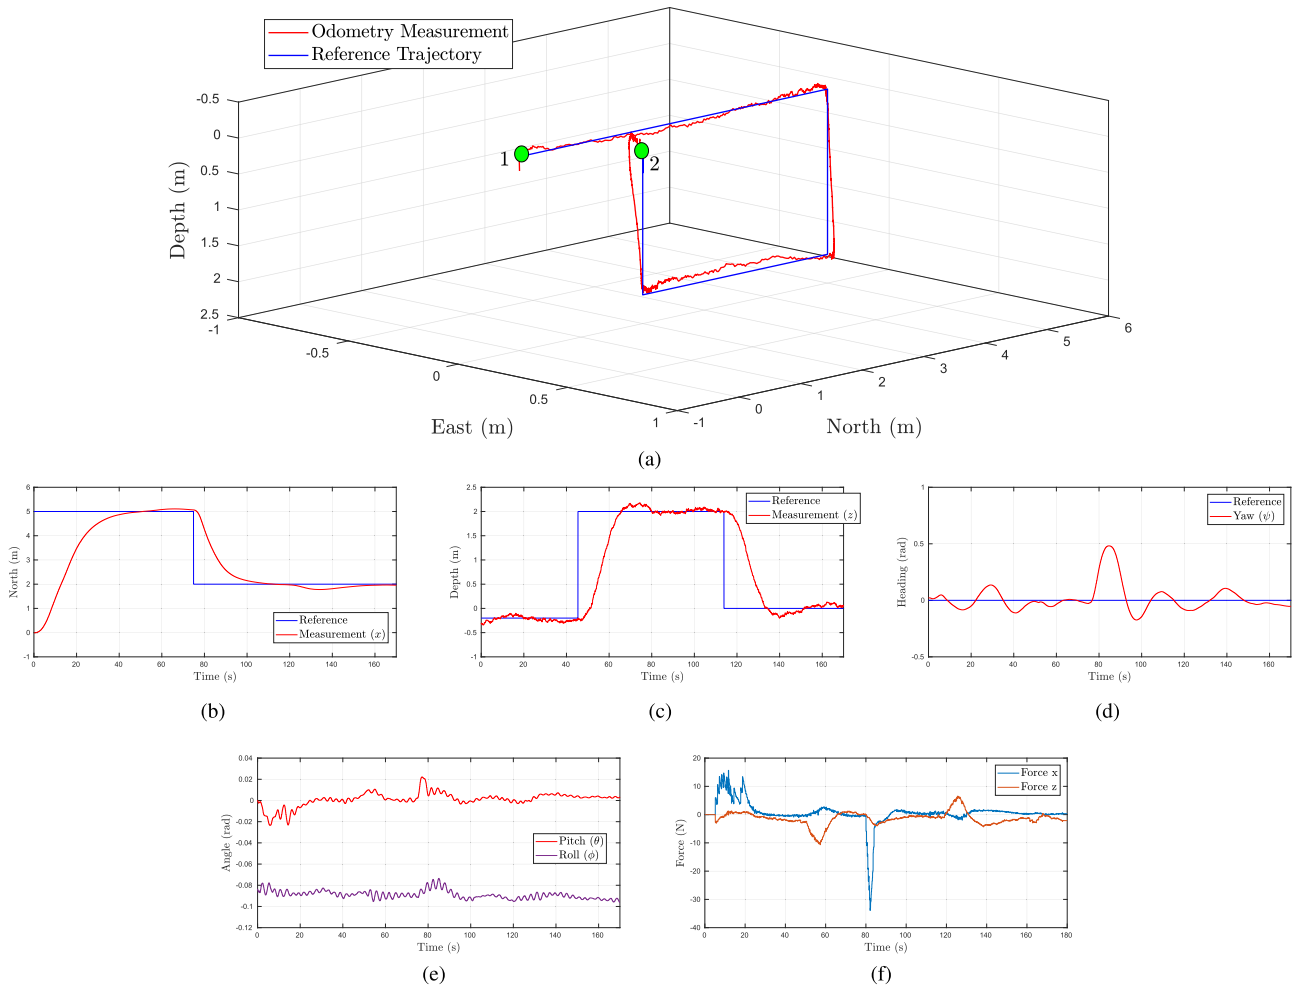 Odometry Measurement
Reference Trajectory
-0.5
0
0.5
1
1.5
2
2.5
Depth (m)
1
2
-1
-0.5
0
0.5
1
East (m)
-1
0
1
2
3
4
5
6
North (m)
(a)
6
5
4
3
2
1
0
-1
North (m)
0 20 40 60 80 100 120 140 160
Time (s)
Reference
Measurement (x)
(b)
2.5
2
1.5
1
0.5
0
-0.5
-1
Depth (m)
0 20 40 60 80 100 120 140 160
Time (s)
Reference
Measurement (z)
(c)
1
0.5
0
-0.5
Heading (rad)
0 20 40 60 80 100 120 140 160
Time (s)
Reference
Yaw (ψ)
(d)
0.04
0.02
0
-0.02
-0.04
-0.06
-0.08
-0.1
-0.12
Angle (rad)
0 20 40 60 80 100 120 140 160
Time (s)
Pitch (θ)
Roll (ϕ)
(e)
20
10
0
-10
-20
-30
-40
Force (N)
0 20 40 60 80 100 120 140 160 180
Time (s)
Force x
Force z
(f)